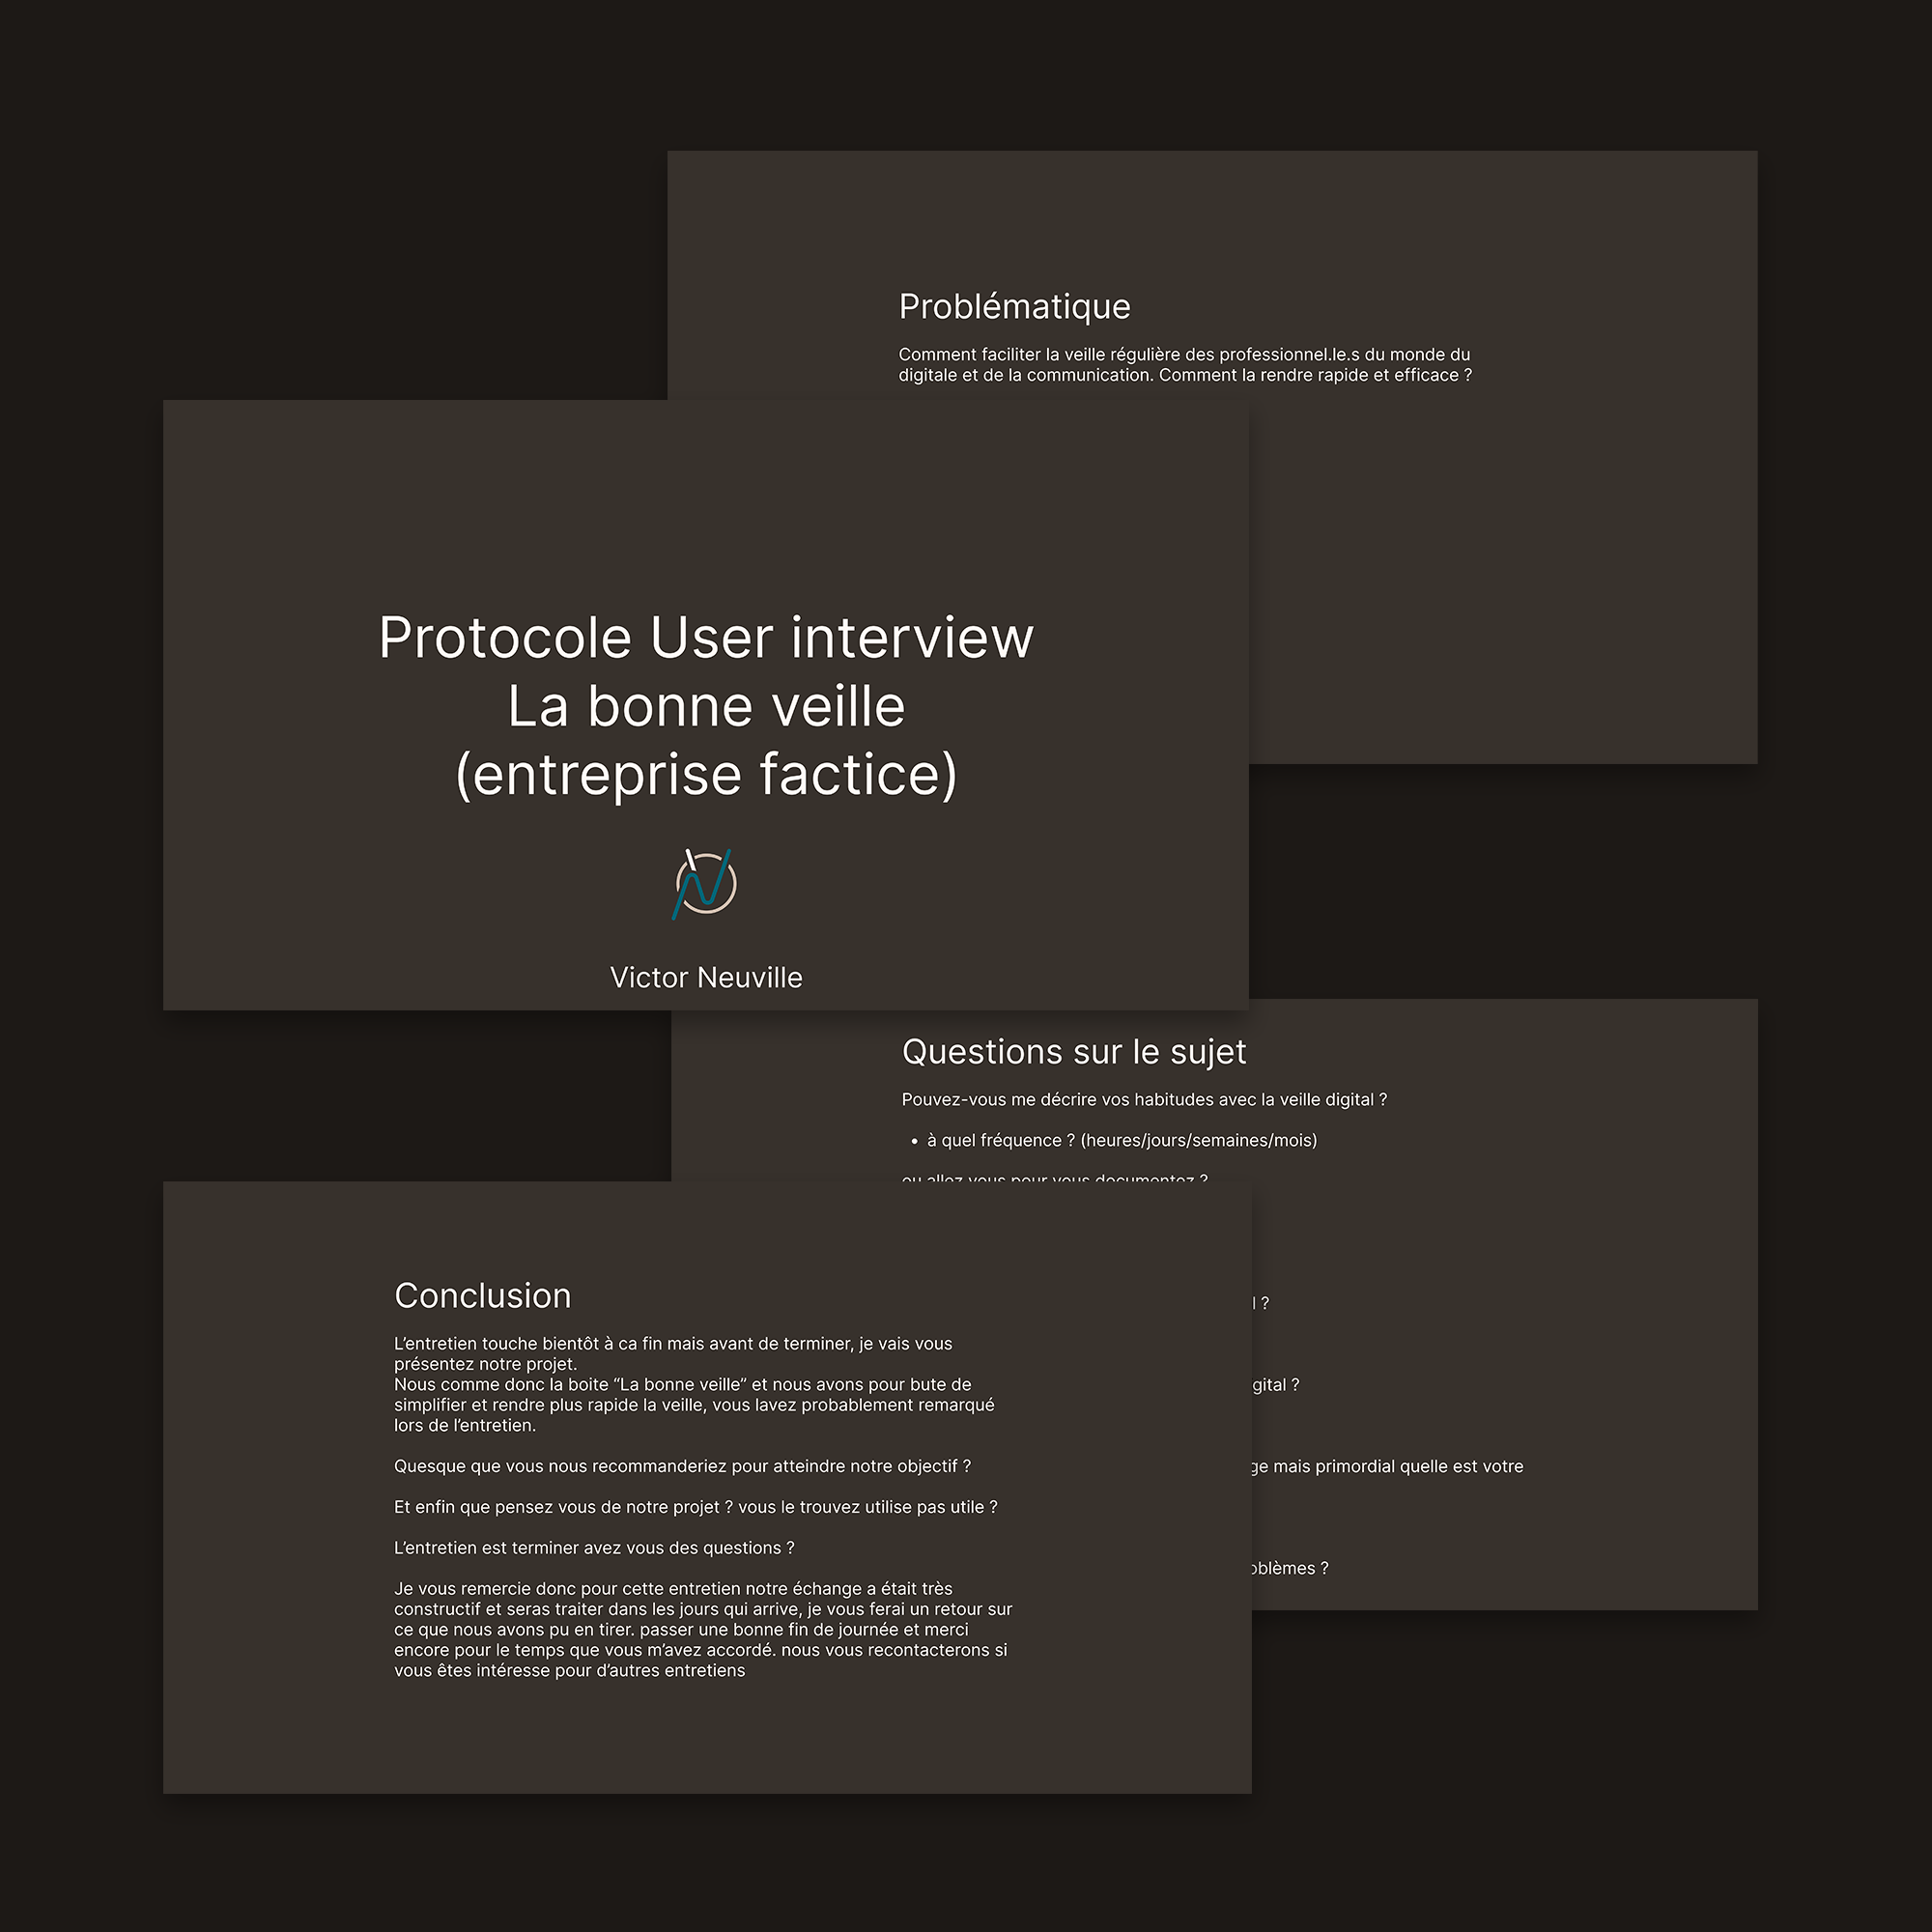 Problématique
Comment faciliter la veille régulière des professionnel.le.s du monde du
digitale et de la communication. Comment la rendre rapide et efficace ?
Protocole User interview
La bonne veille
(entreprise factice)
Victor Neuville
Questions sur le sujet
Pouvez-vous me décrire vos habitudes avec la veille digital ?
• à quel fréquence ? (heures/jours/semaines/mois)
ou allez vous pour vous documentez ?
?
?
mais primordial quelle est votre
?
Conclusion
L’entretien touche bientôt à ca fin mais avant de terminer, je vais vous
présentez notre projet.
Nous comme donc la boite “La bonne veille” et nous avons pour bute de
simplifier et rendre plus rapide la veille, vous lavez probablement remarqué
lors de l’entretien.
Quesque que vous nous recommanderiez pour atteindre notre objectif ?
Et enfin que pensez vous de notre projet ? vous le trouvez utilise pas utile ?
L’entretien est terminer avez vous des questions ?
Je vous remercie donc pour cette entretien notre échange a était très
constructif et seras traiter dans les jours qui arrive, je vous ferai un retour sur
ce que nous avons pu en tirer. passer une bonne fin de journée et merci
encore pour le temps que vous m’avez accordé. nous vous recontacterons si
vous êtes intéresse pour d’autres entretiens